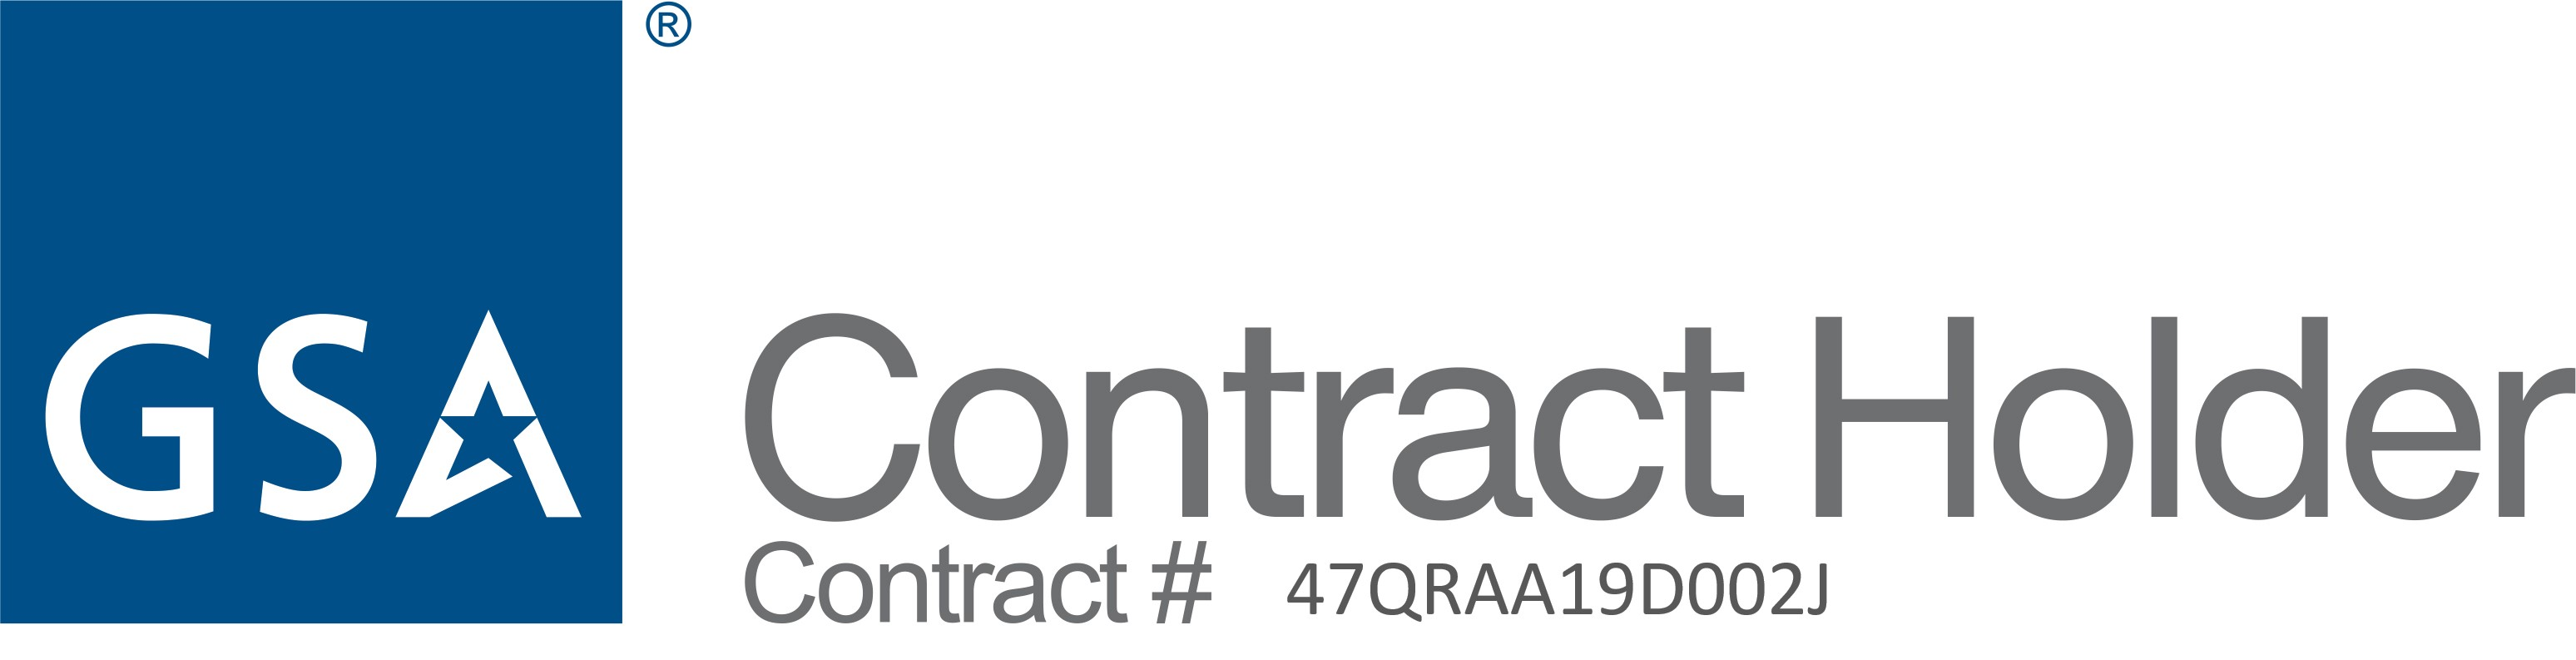 ®
GSA Contract Holder
Contract # 47QRAA19D002J